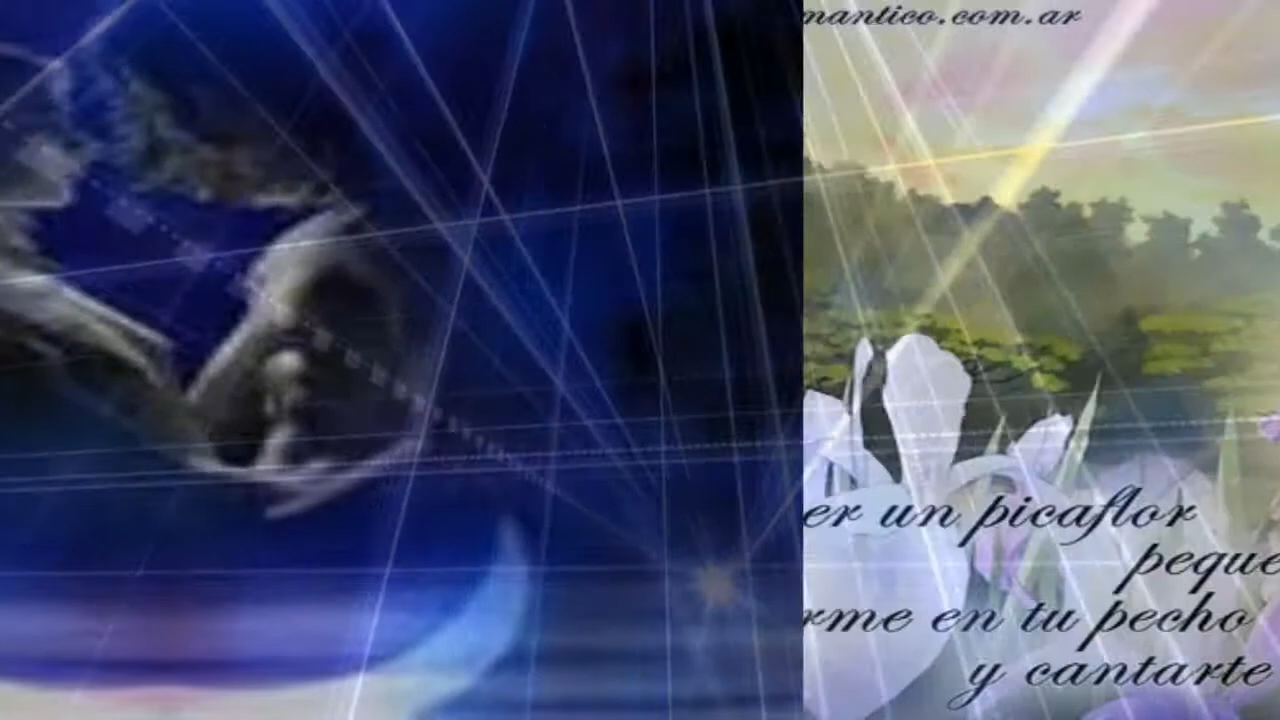 mantico.com.ar
er un picaflor
peque
rme en tu pecho
y cantarte